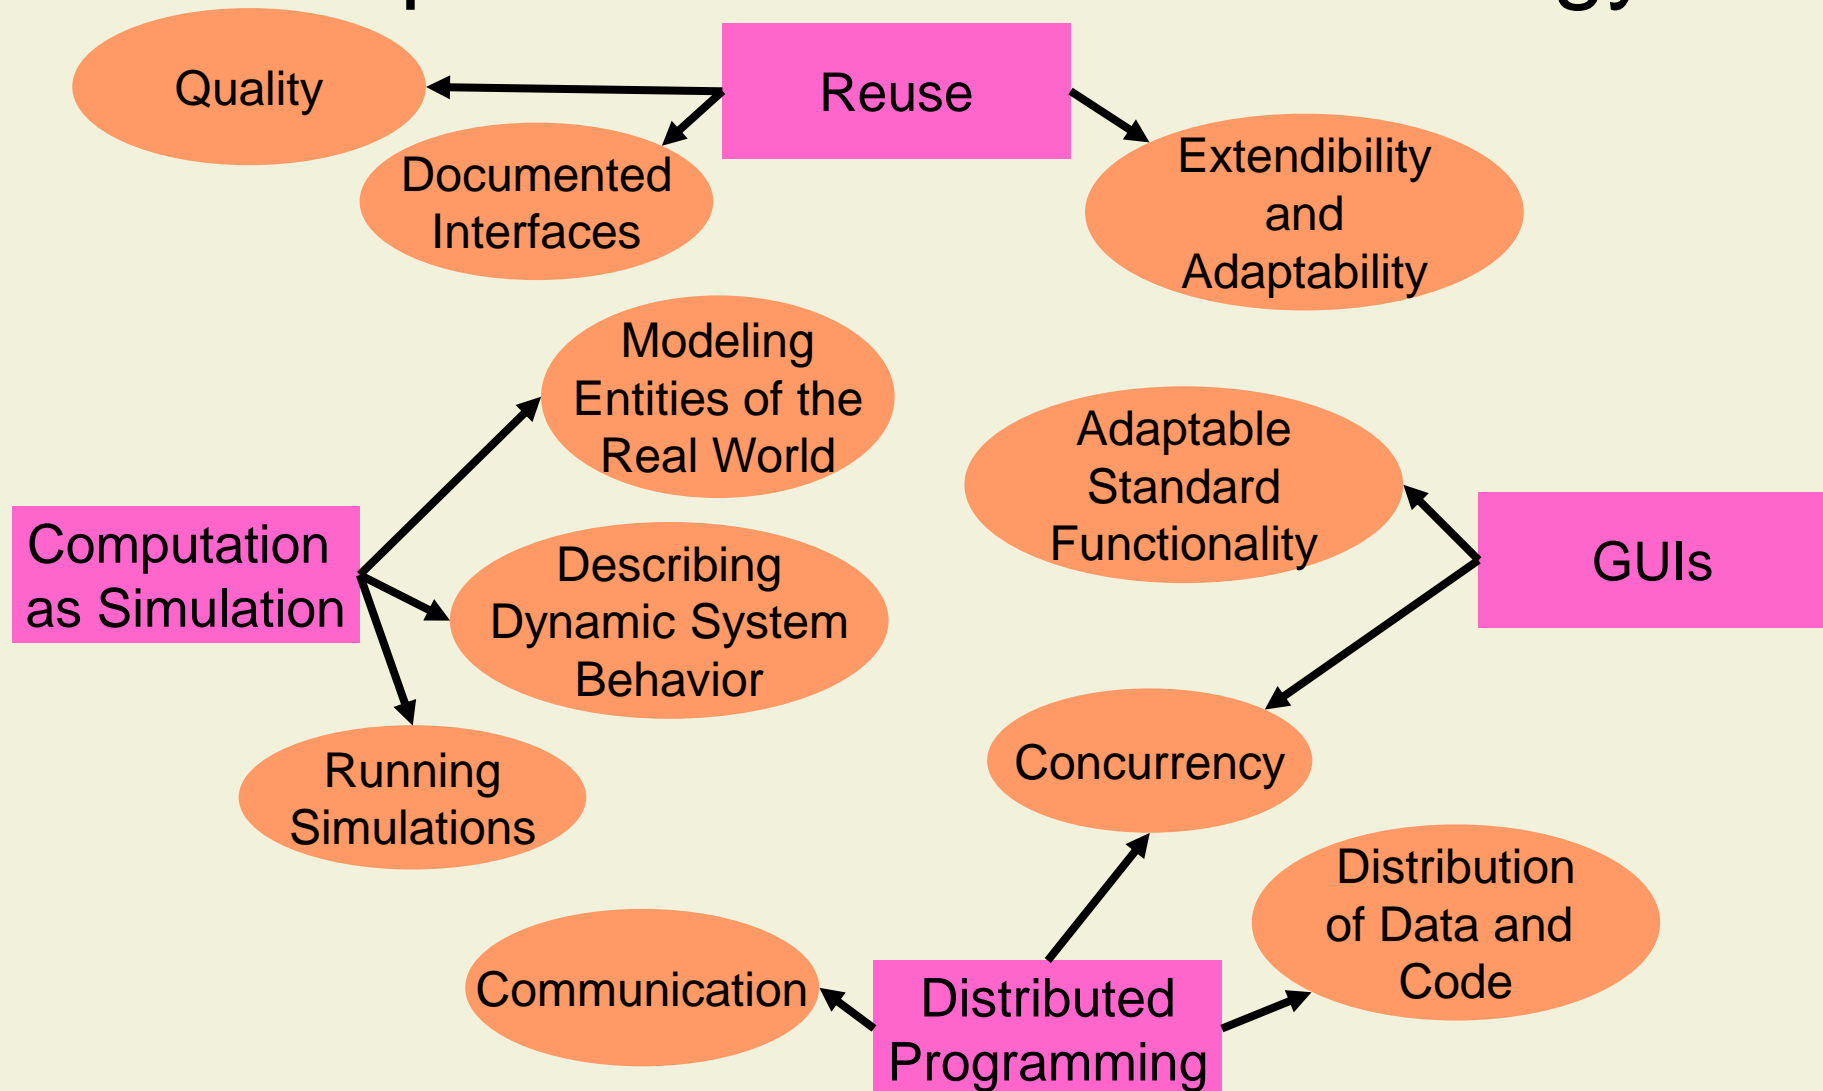 Quality
Reuse
Documented
Interfaces
Extendibility
and
Adaptability
Modeling
Entities of the
Real World
Adaptable
Standard
Functionality
Computation
as Simulation
Describing
Dynamic System
Behavior
GUIs
Running
Simulations
Concurrency
Communication
Distributed
Programming
Distribution
of Data and
Code